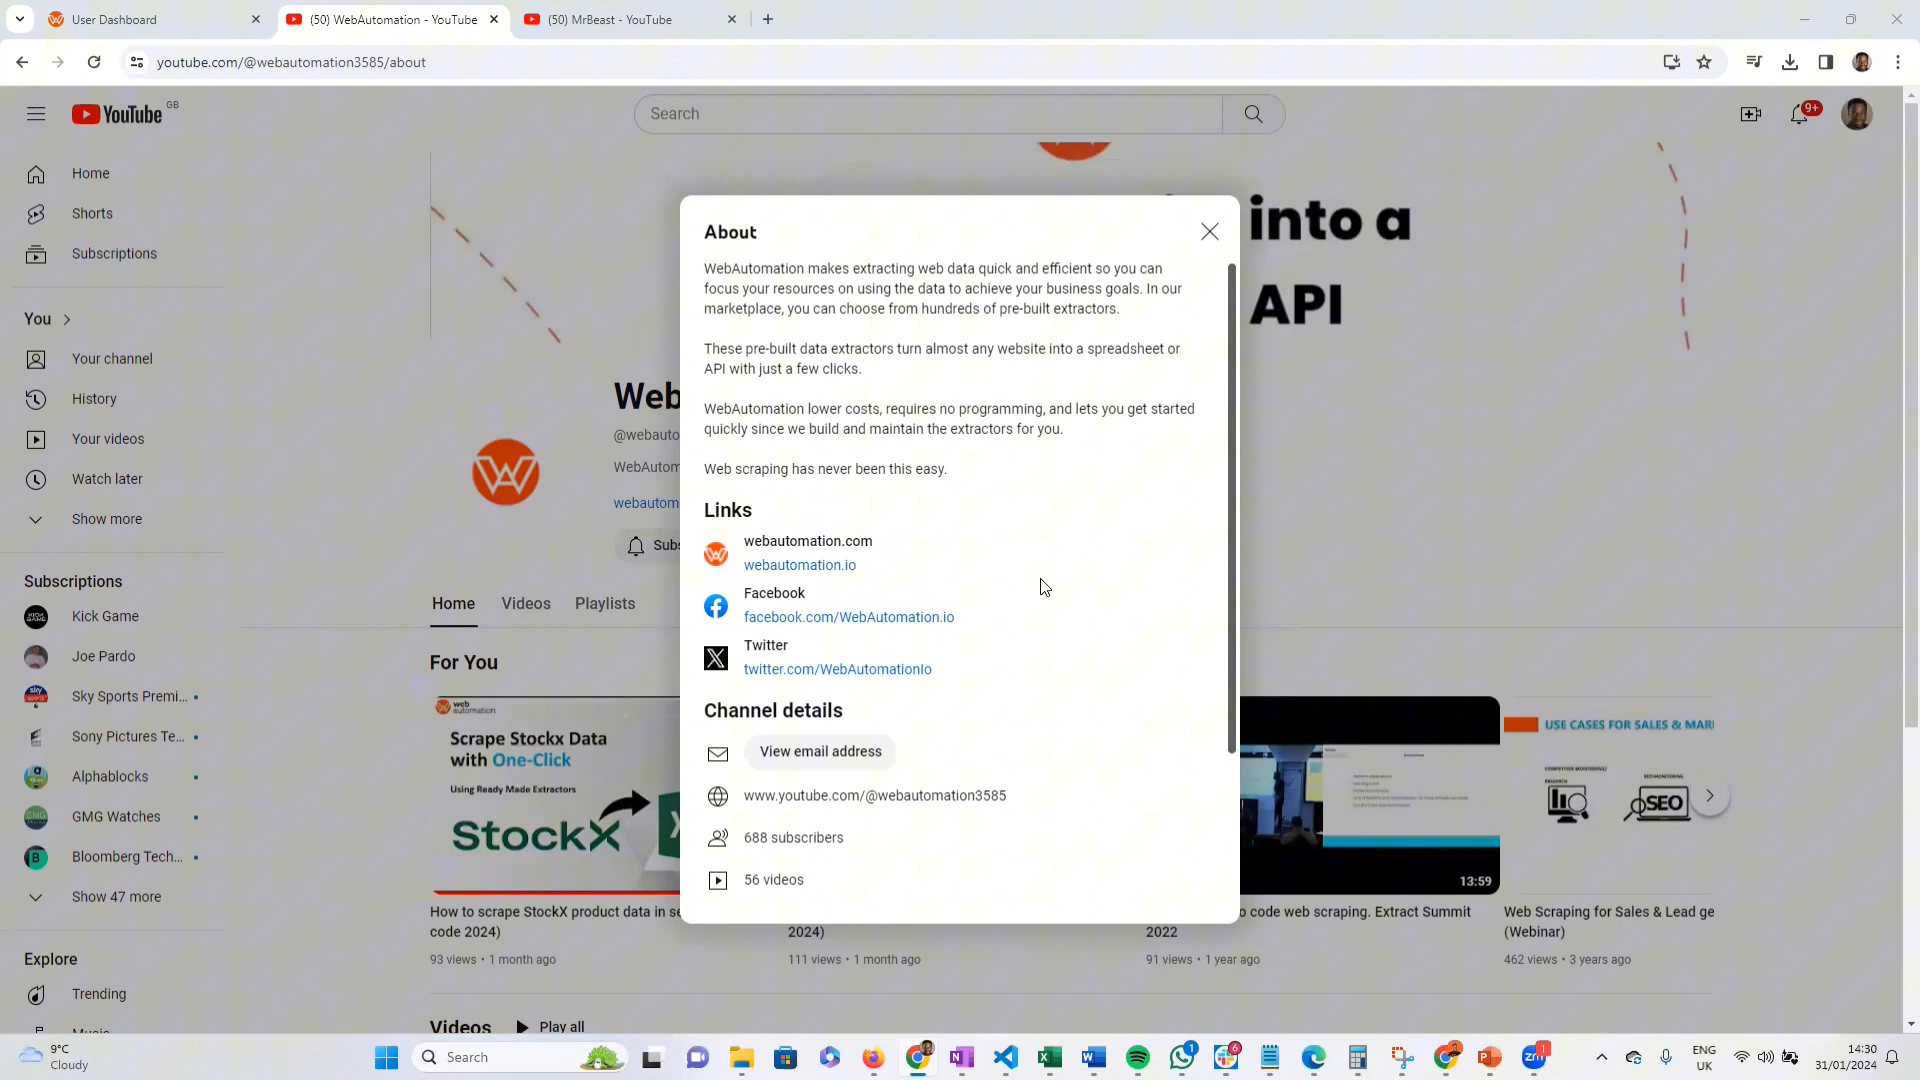 User Dashboard
(50) WebAutomation - YouTube
(50) MrBeast - YouTube
youtube.com/@webautomation3585/about
YouTube GB
Search
9+
Home
Shorts
Subscriptions
You
Your channel
History
Your videos
Watch later
Show more
Subscriptions
Kick Game
Joe Pardo
Sky Sports Premi...
Sony Pictures Te...
Alphablocks
GMG Watches
Bloomberg Tech...
Show 47 more
Explore
Trending
into a
API
Web
@webauto
WebAutom
webautom
Home
Videos
Playlists
For You
About
WebAutomation makes extracting web data quick and efficient so you can
focus your resources on using the data to achieve your business goals. In our
marketplace, you can choose from hundreds of pre-built extractors.
These pre-built data extractors turn almost any website into a spreadsheet or
API with just a few clicks.
WebAutomation lower costs, requires no programming, and lets you get started
quickly since we build and maintain the extractors for you.
Web scraping has never been this easy.
Links
webautomation.com
webautomation.io
Facebook
facebook.com/WebAutomation.io
Twitter
twitter.com/WebAutomationIo
Channel details
View email address
www.youtube.com/@webautomation3585
688 subscribers
56 videos
web
automation
Scrape Stockx Data
with One-Click
Using Ready Made Extractors
StockX
How to scrape StockX product data in se
code 2024)
93 views • 1 month ago
2024)
111 views • 1 month ago
13:59
o code web scraping. Extract Summit
2022
91 views • 1 year ago
USE CASES FOR SALES & MAR
SEO
Web Scraping for Sales & Lead ge
(Webinar)
462 views • 3 years ago
Videos
Play all
9°C
Cloudy
Search
ENG
UK
14:30
31/01/2024